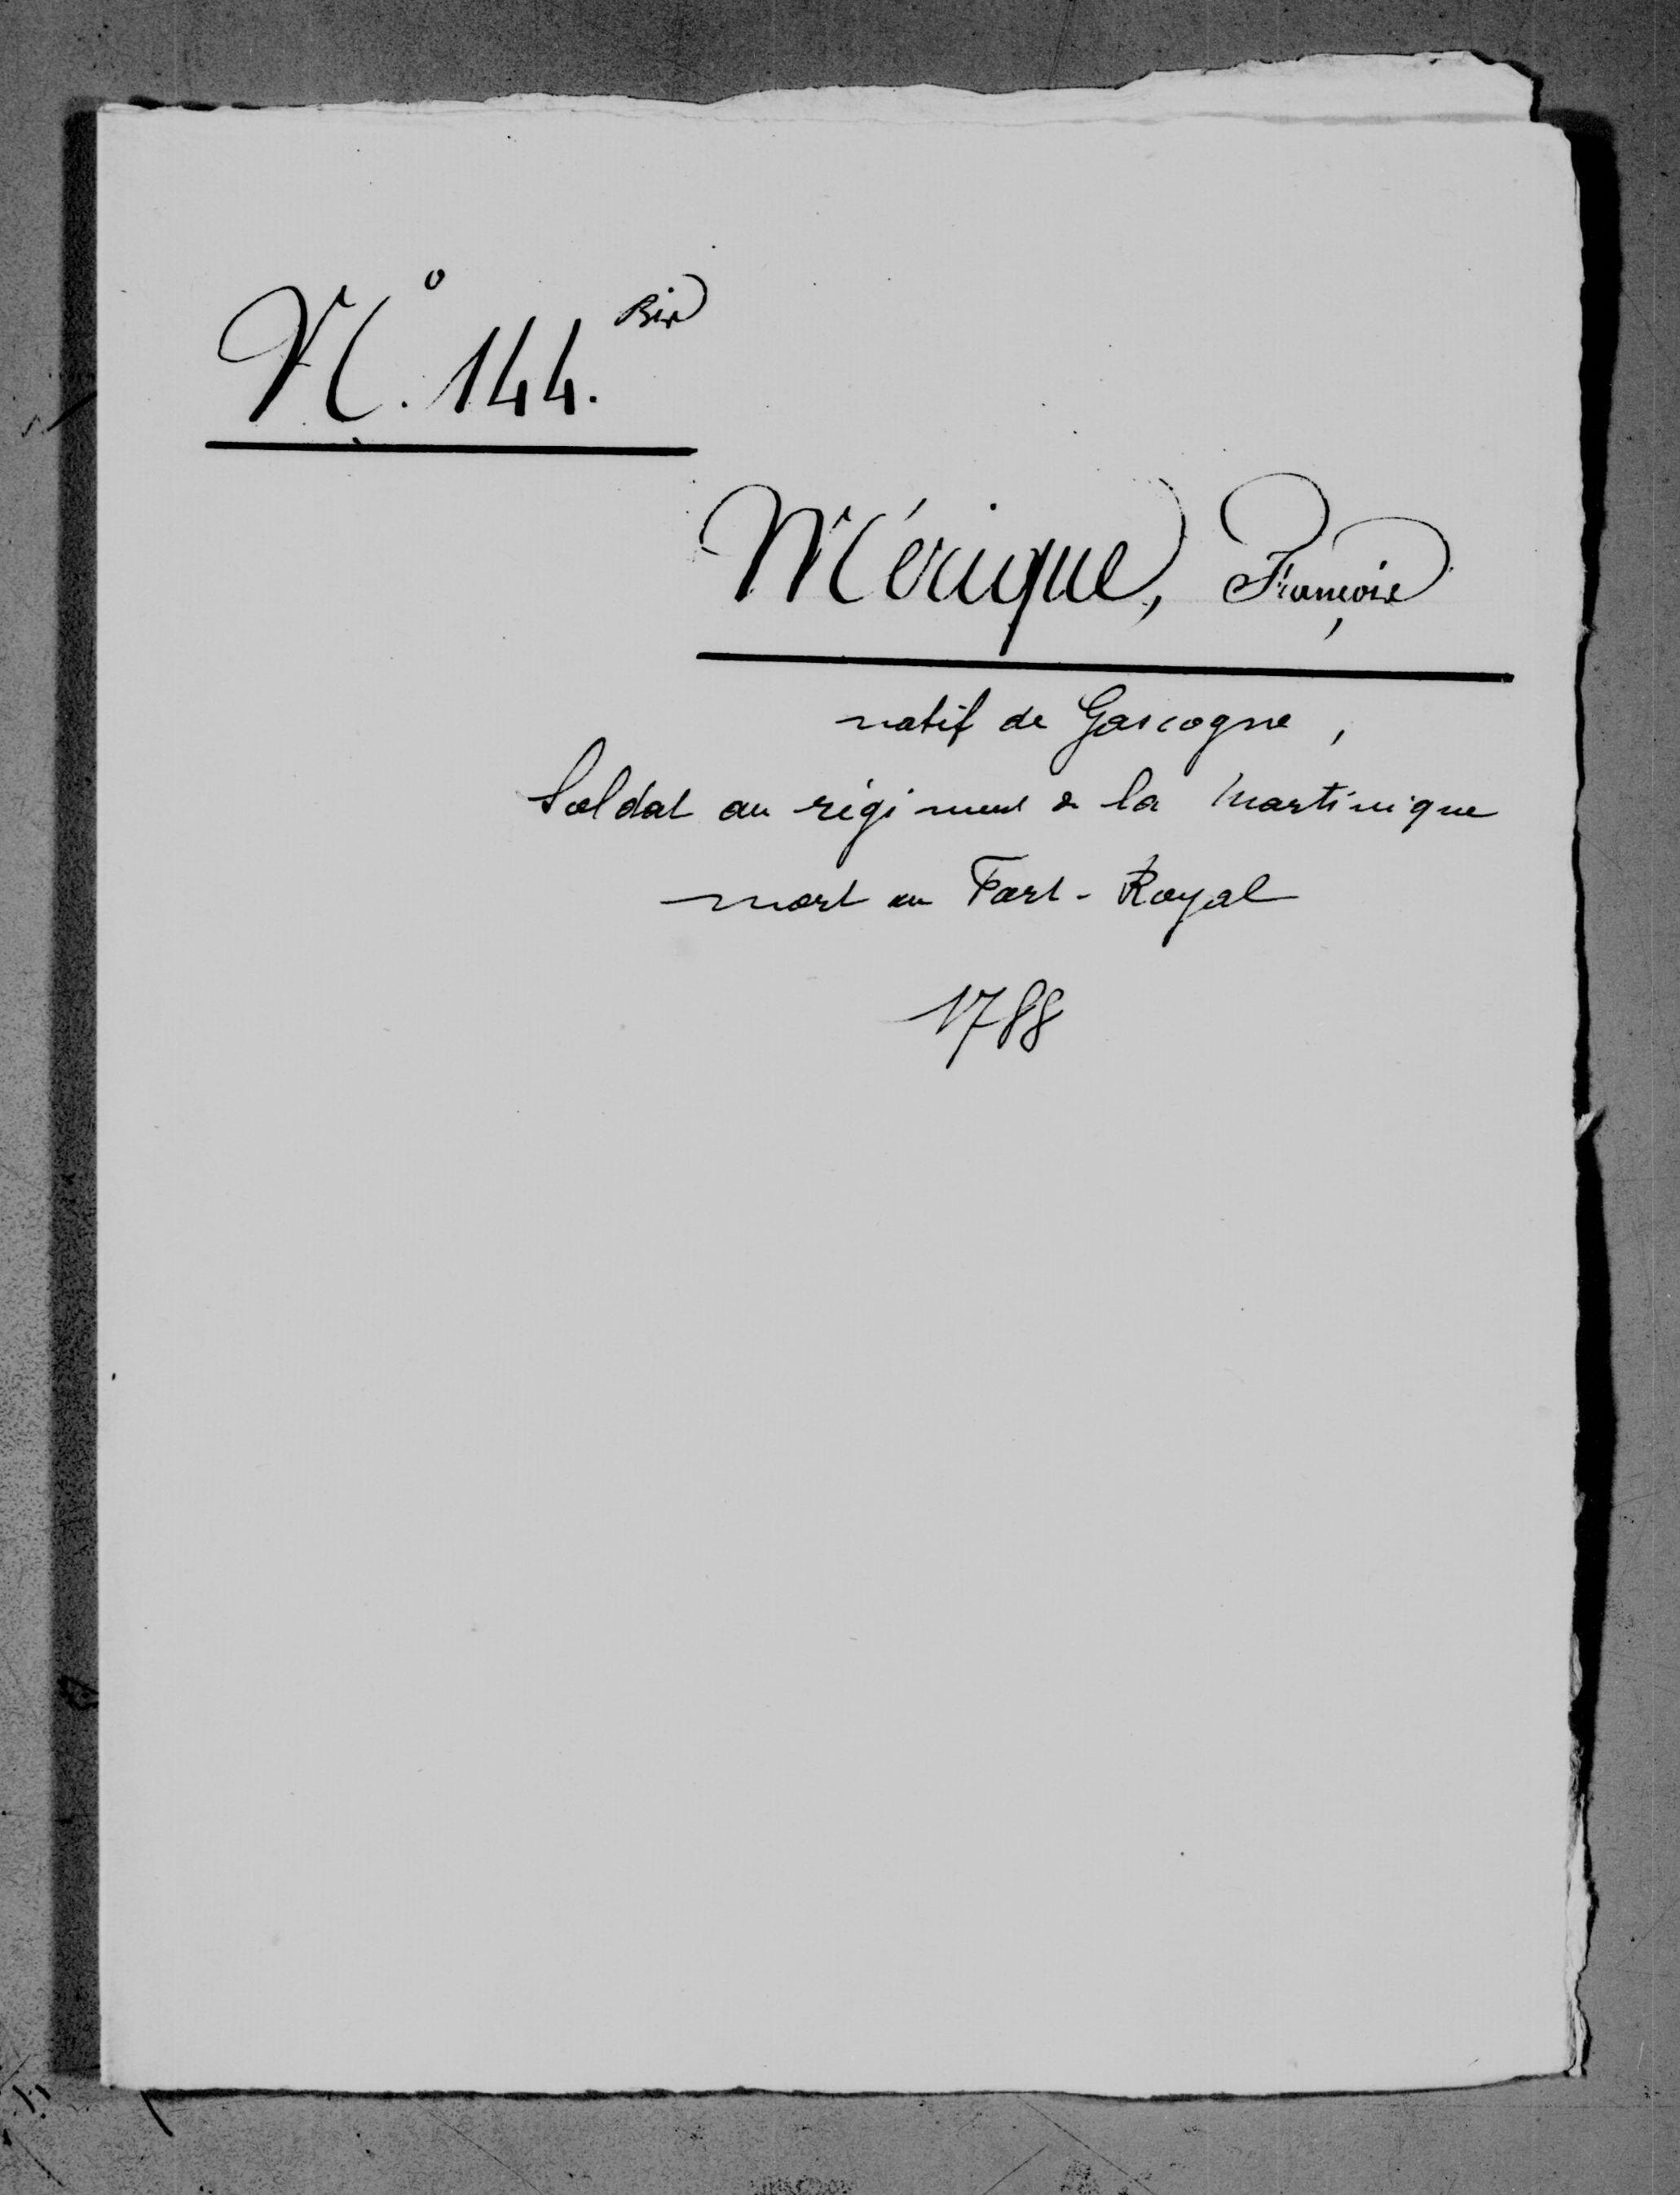 N.° 144. Bis
Mérique, François
natif de Gascogne,
Soldat au régiment de la Martinique
mort au Fort-Royal
1788